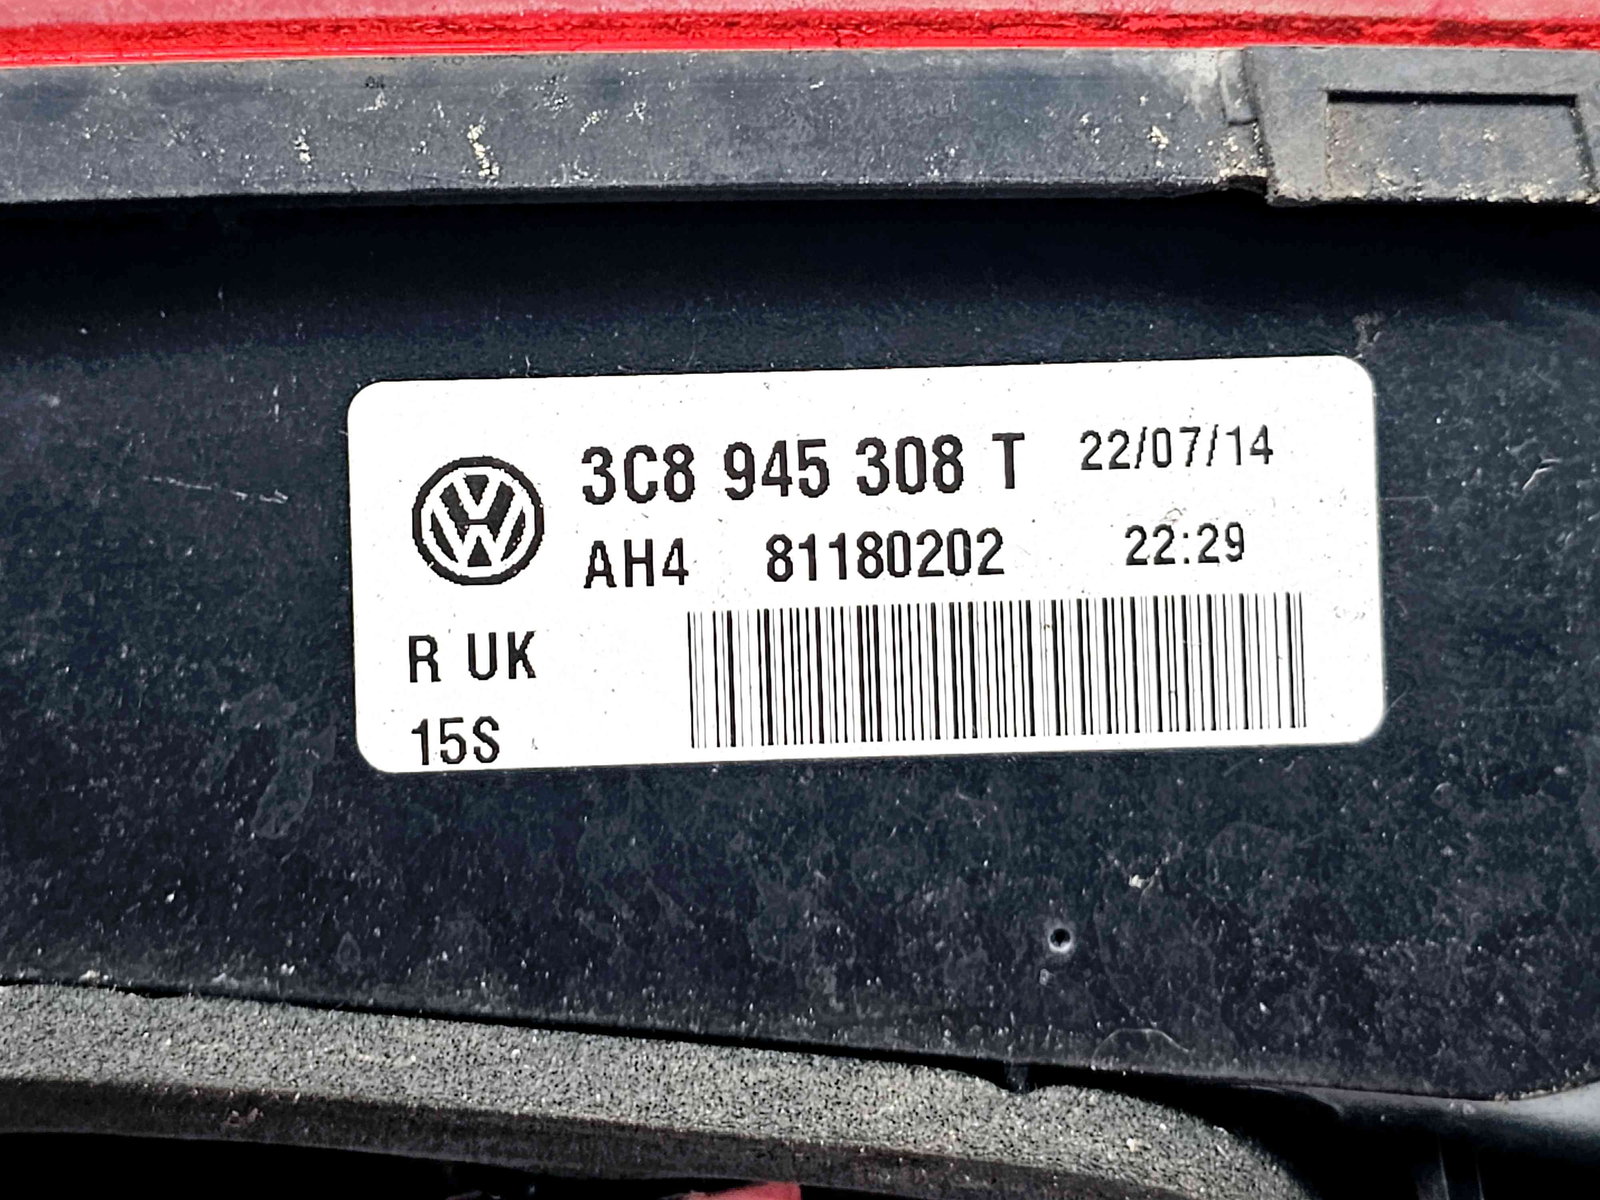 3C8 945 308 T 22/07/14
AH4 81180202 22:29
R UK
15S